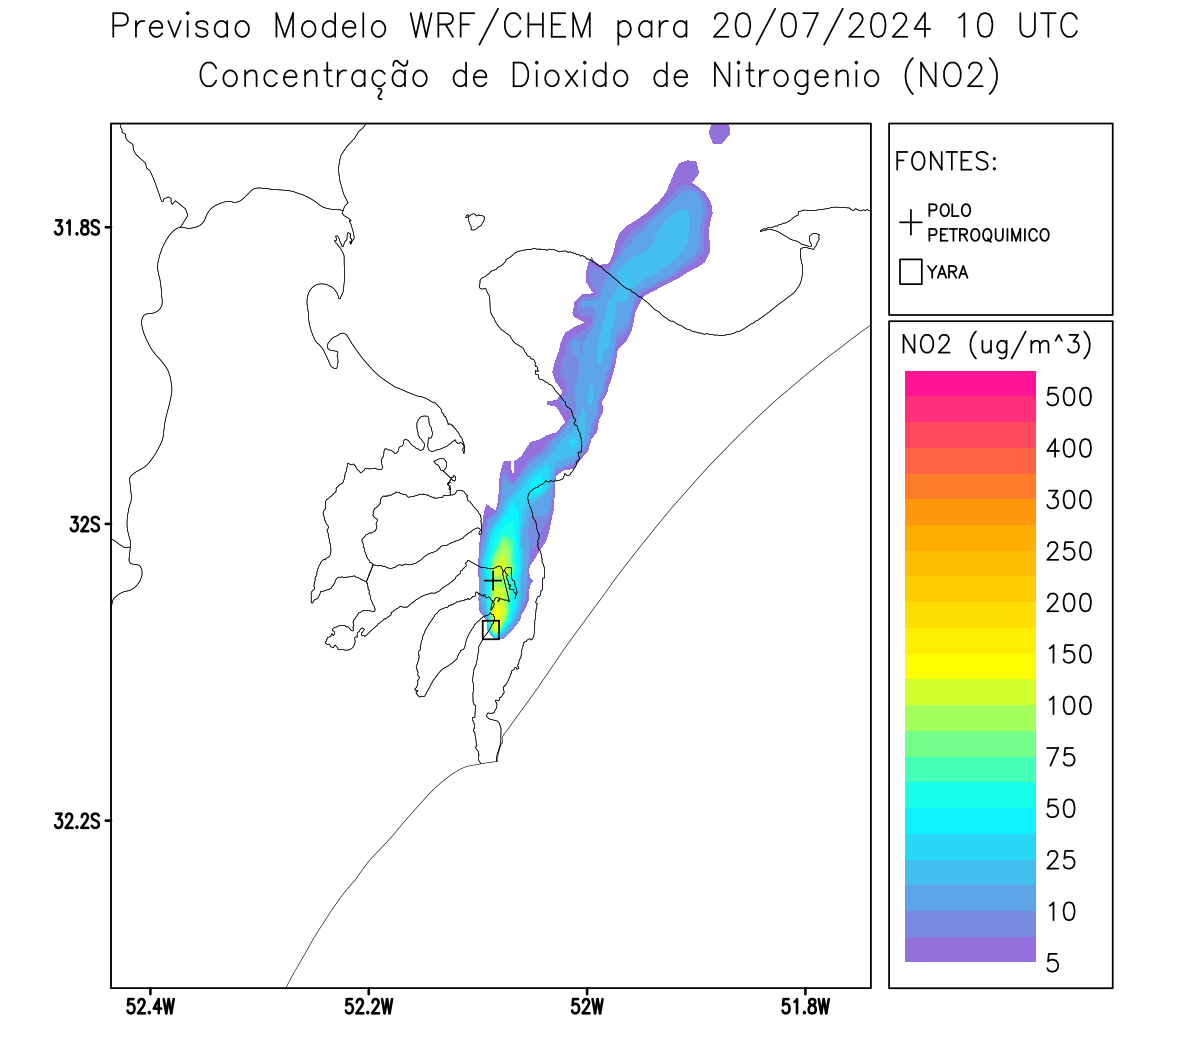 Previsao Modelo WRF/CHEM para 20/07/2024 10 UTC
Concentração de Dioxido de Nitrogenio (NO2)
FONTES:
POLO
PETROQUIMICO
YARA
NO2 (ug/m^3)
500
400
300
250
200
150
100
75
50
25
10
5
31.8S
32S
32.2S
52.4W
52.2W
52W
51.8W